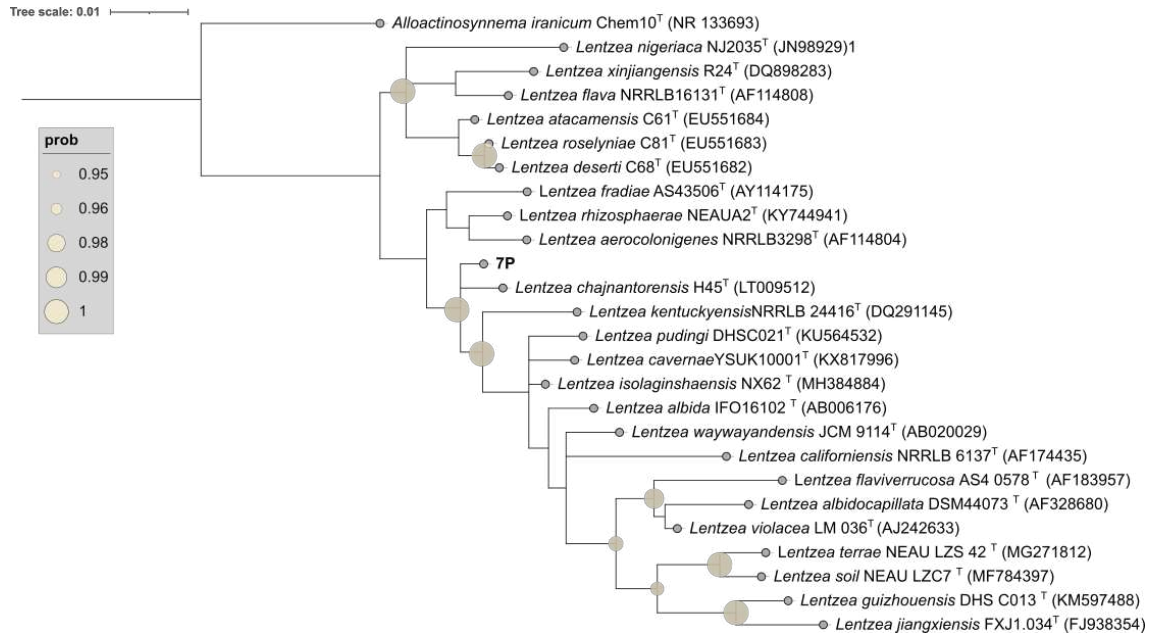 Tree scale: 0.01
Alloactinosynnema iranicum Chem10ᵀ (NR 133693)
Lentzea nigeriaca NJ2035ᵀ (JN98929)1
Lentzea xinjiangensis R24ᵀ (DQ898283)
Lentzea flava NRRLB16131ᵀ (AF114808)
Lentzea atacamensis C61ᵀ (EU551684)
Lentzea roselyniae C81ᵀ (EU551683)
Lentzea deserti C68ᵀ (EU551682)
Lentzea fradiae AS43506ᵀ (AY114175)
Lentzea rhizosphaerae NEAUA2ᵀ (KY744941)
Lentzea aerocolonigenes NRRLB3298ᵀ (AF114804)
7P
Lentzea chajnantorensis H45ᵀ (LT009512)
Lentzea kentuckyensisNRRLB 24416ᵀ (DQ291145)
Lentzea pudingi DHSC021ᵀ (KU564532)
Lentzea cavernaeYSUK10001ᵀ (KX817996)
Lentzea isolaginshaensis NX62 ᵀ (MH384884)
Lentzea albida IFO16102 ᵀ (AB006176)
Lentzea waywayandensis JCM 9114ᵀ (AB020029)
Lentzea californiensis NRRLB 6137ᵀ (AF174435)
Lentzea flaviverrucosa AS4 0578 ᵀ (AF183957)
Lentzea albidocapillata DSM44073 ᵀ (AF328680)
Lentzea violacea LM 036ᵀ (AJ242633)
Lentzea terrae NEAU LZS 42 ᵀ (MG271812)
Lentzea soil NEAU LZC7 ᵀ (MF784397)
Lentzea guizhouensis DHS C013 ᵀ (KM597488)
Lentzea jiangxiensis FXJ1.034ᵀ (FJ938354)
prob
0.95
0.96
0.98
0.99
1